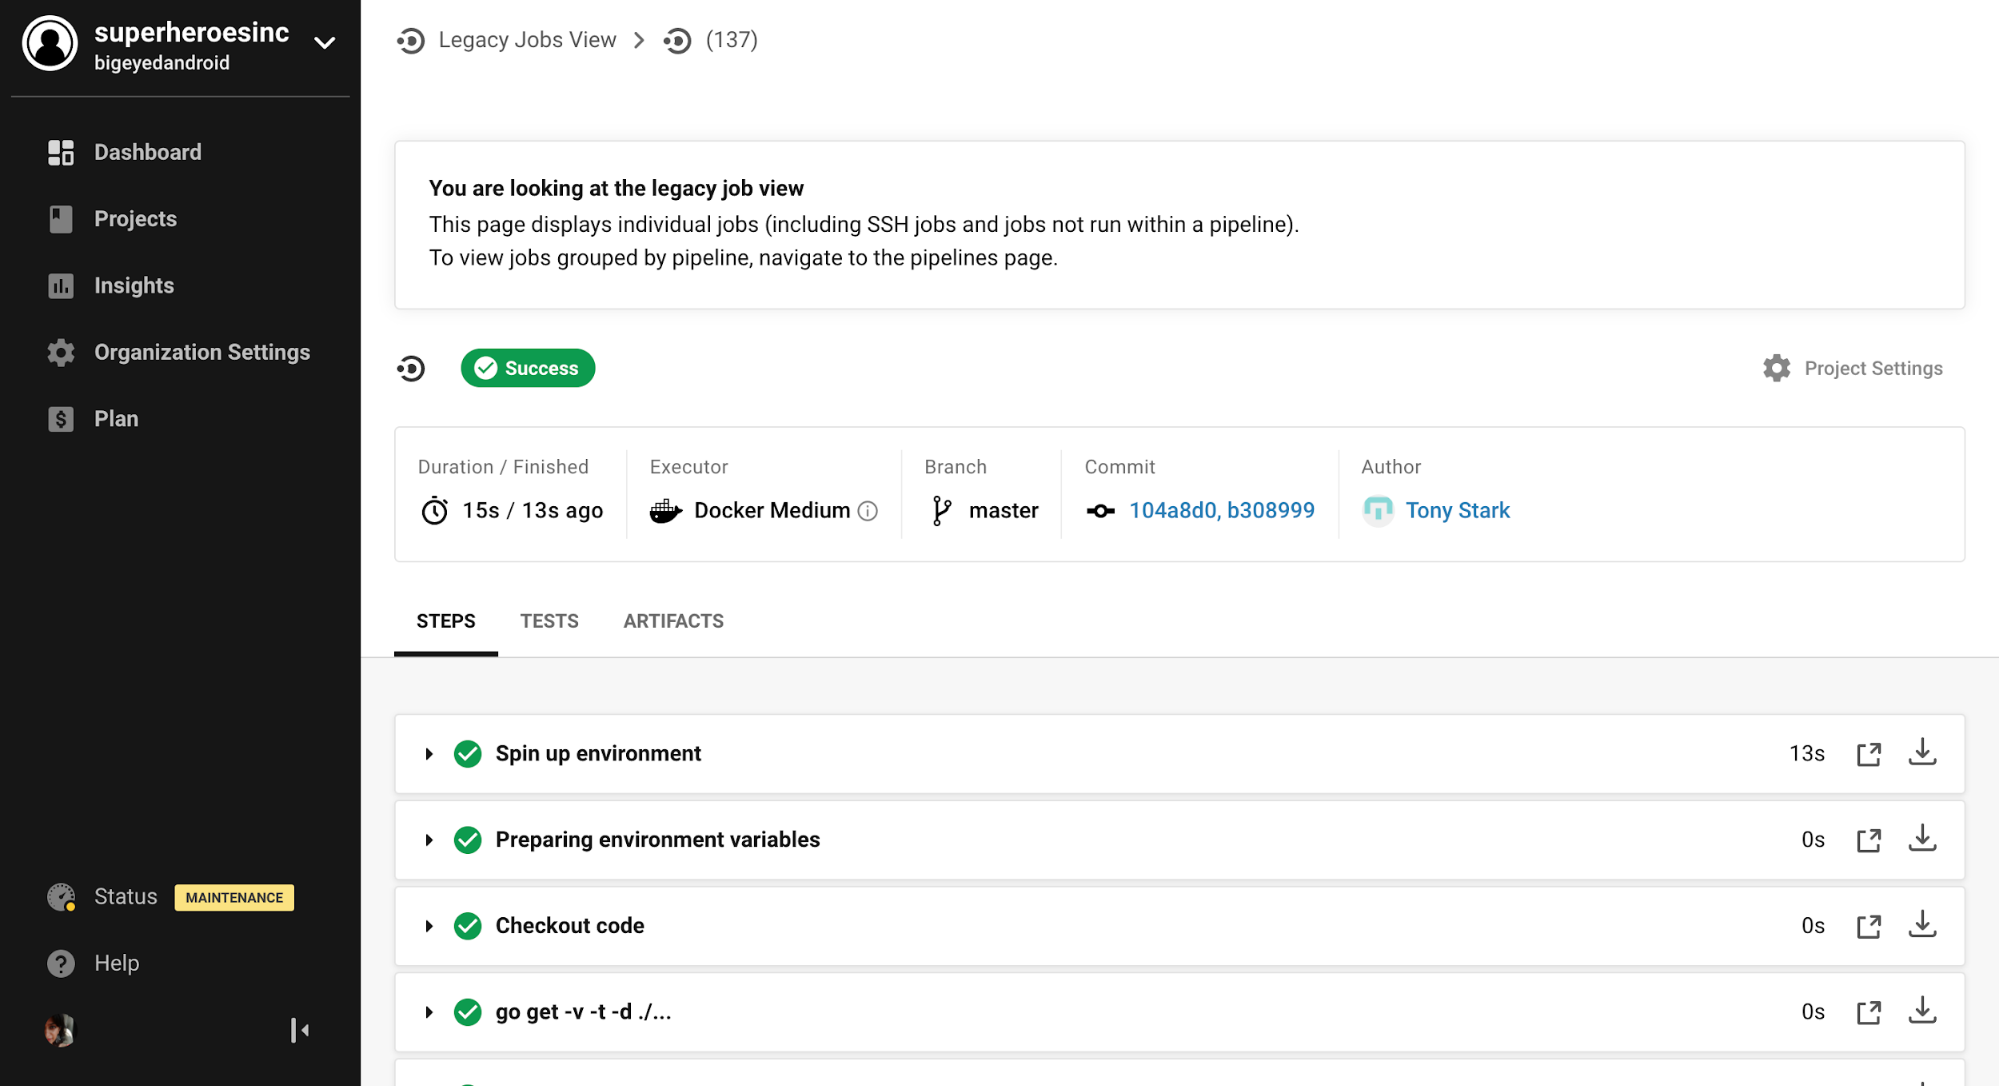 superheroesinc
bigeyedandroid
Dashboard
Projects
Insights
Organization Settings
Plan
Status MAINTENANCE
Help
Legacy Jobs View (137)
You are looking at the legacy job view
This page displays individual jobs (including SSH jobs and jobs not run within a pipeline).
To view jobs grouped by pipeline, navigate to the pipelines page.
Success
Project Settings
Duration / Finished
15s / 13s ago
Executor
Docker Medium
Branch
master
Commit
104a8d0, b308999
Author
Tony Stark
STEPS TESTS ARTIFACTS
Spin up environment 13s
Preparing environment variables 0s
Checkout code 0s
go get -v -t -d ./... 0s